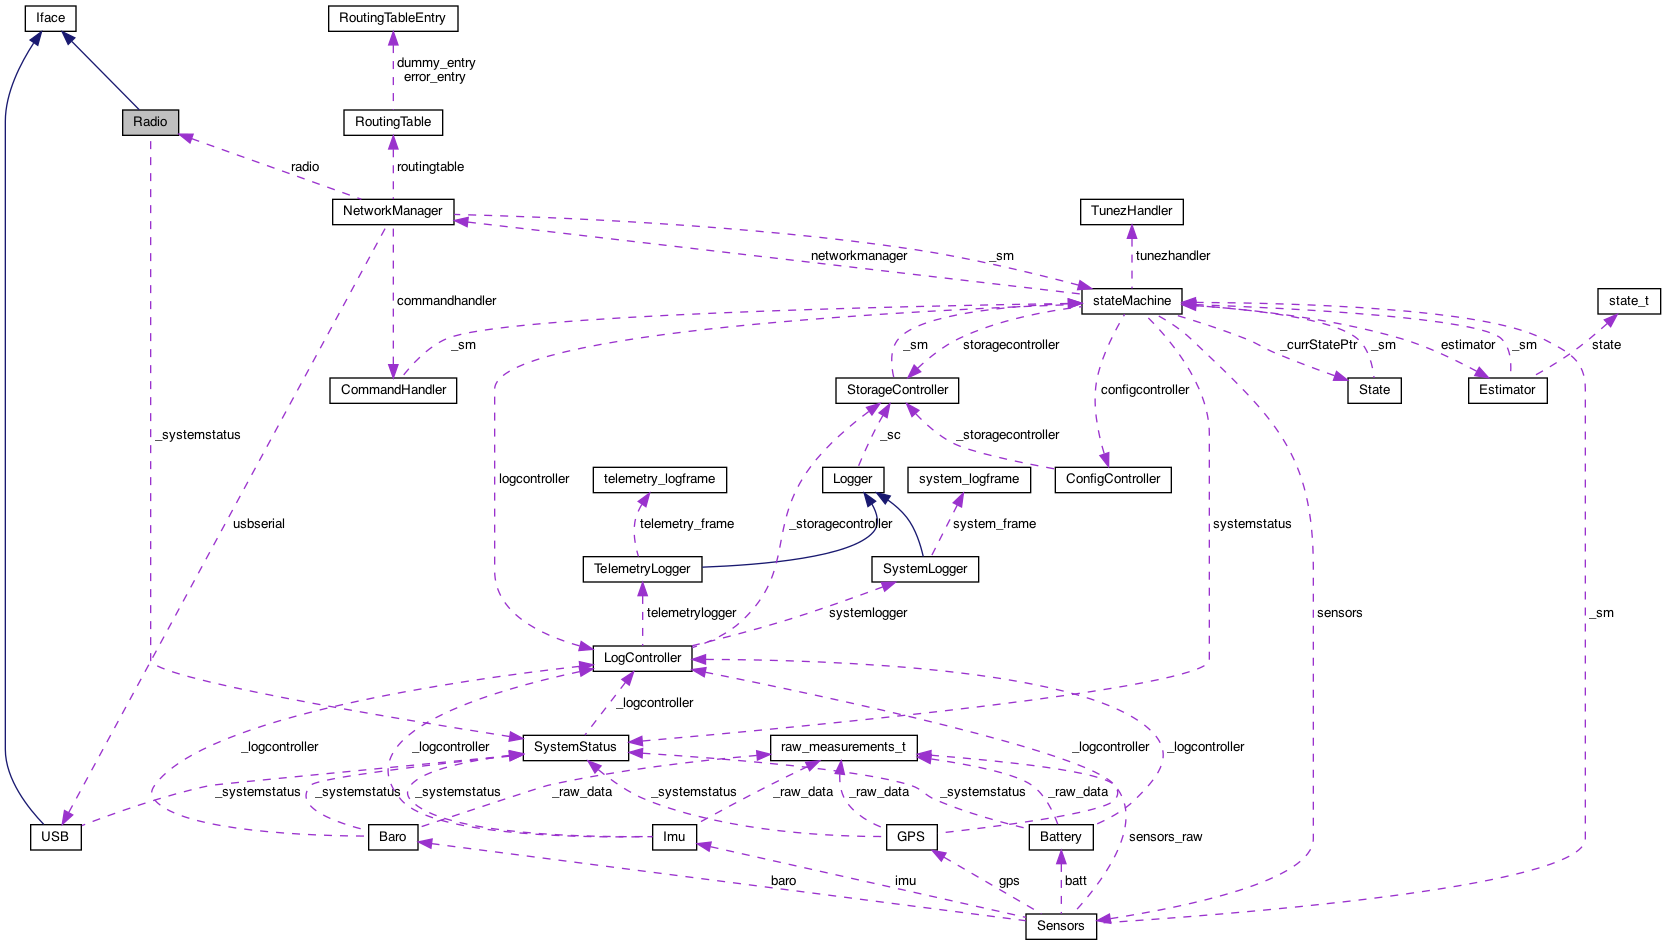 Iface
RoutingTableEntry
dummy_entry
error_entry
Radio
RoutingTable
radio
routingtable
NetworkManager
TunezHandler
networkmanager
_sm
tunezhandler
commandhandler
stateMachine
state_t
_sm
_sm
storagecontroller
_currStatePtr
_sm
estimator
_sm
state
CommandHandler
StorageController
configcontroller
State
Estimator
_systemstatus
_sc
_storagecontroller
logcontroller
telemetry_logframe
Logger
system_logframe
ConfigController
usbserial
telemetry_frame
_storagecontroller
system_frame
systemstatus
TelemetryLogger
SystemLogger
telemetrylogger
systemlogger
sensors
_sm
LogController
_logcontroller
_logcontroller
_logcontroller
SystemStatus
raw_measurements_t
_logcontroller
_logcontroller
_systemstatus
_systemstatus
_systemstatus
_raw_data
_systemstatus
_raw_data
_raw_data
_systemstatus
_raw_data
USB
Baro
Imu
GPS
Battery
sensors_raw
baro
imu
gps
batt
Sensors